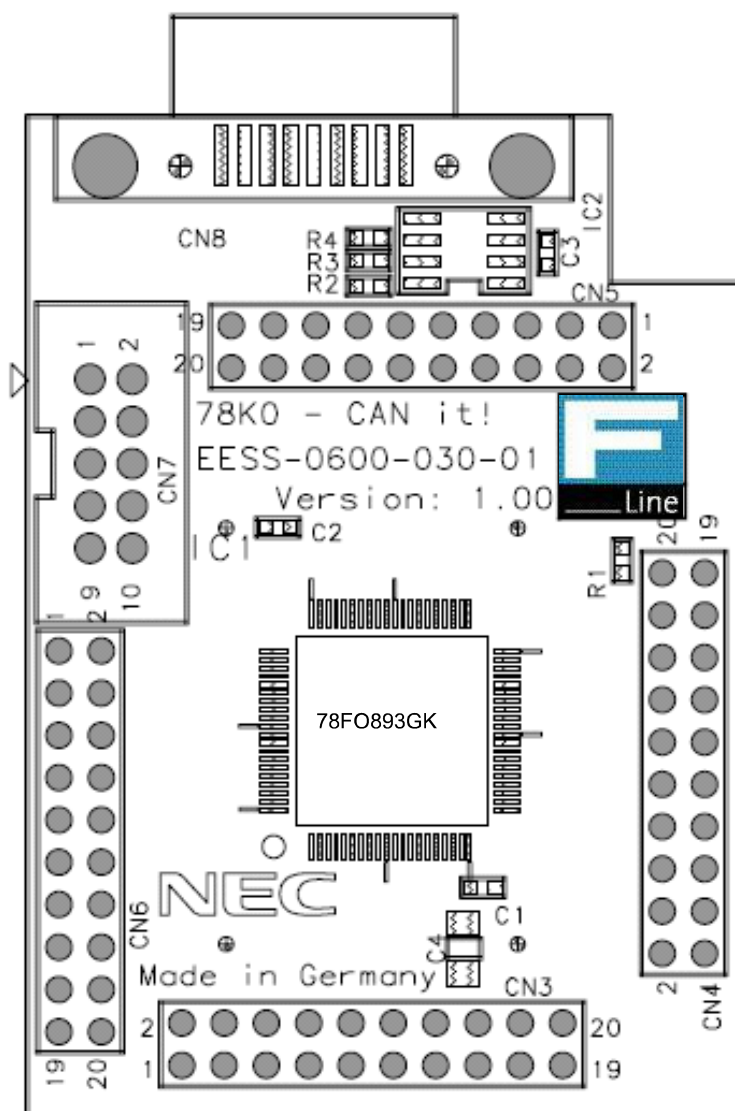 CN8
R4
R3
R2
IC2
C3
CN5
19
1
20
2
1 2
78K0 - CAN it!
EESS-0600-030-01
Version: 1.00
F
Line
CN7
C2
IC1
9 10
20 19
R1
1 2
78FO893GK
NEC
C1
C4
CN6
Made in Germany
CN3
2 CN4
2
20
1
19
19 20